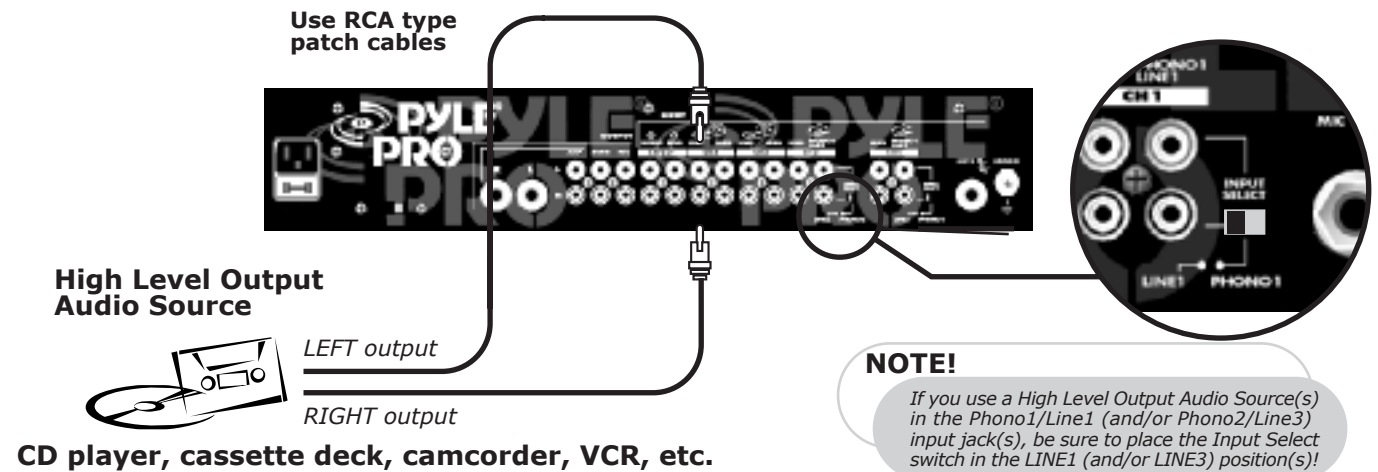 Use RCA type
patch cables
PYLE
PRO
PHONO1
LINE1
CH 1
MIC
INPUT
SELECT
LINE1 PHONO1
High Level Output
Audio Source
LEFT output
RIGHT output
CD player, cassette deck, camcorder, VCR, etc.
NOTE!
If you use a High Level Output Audio Source(s)
in the Phono1/Line1 (and/or Phono2/Line3)
input jack(s), be sure to place the Input Select
switch in the LINE1 (and/or LINE3) position(s)!